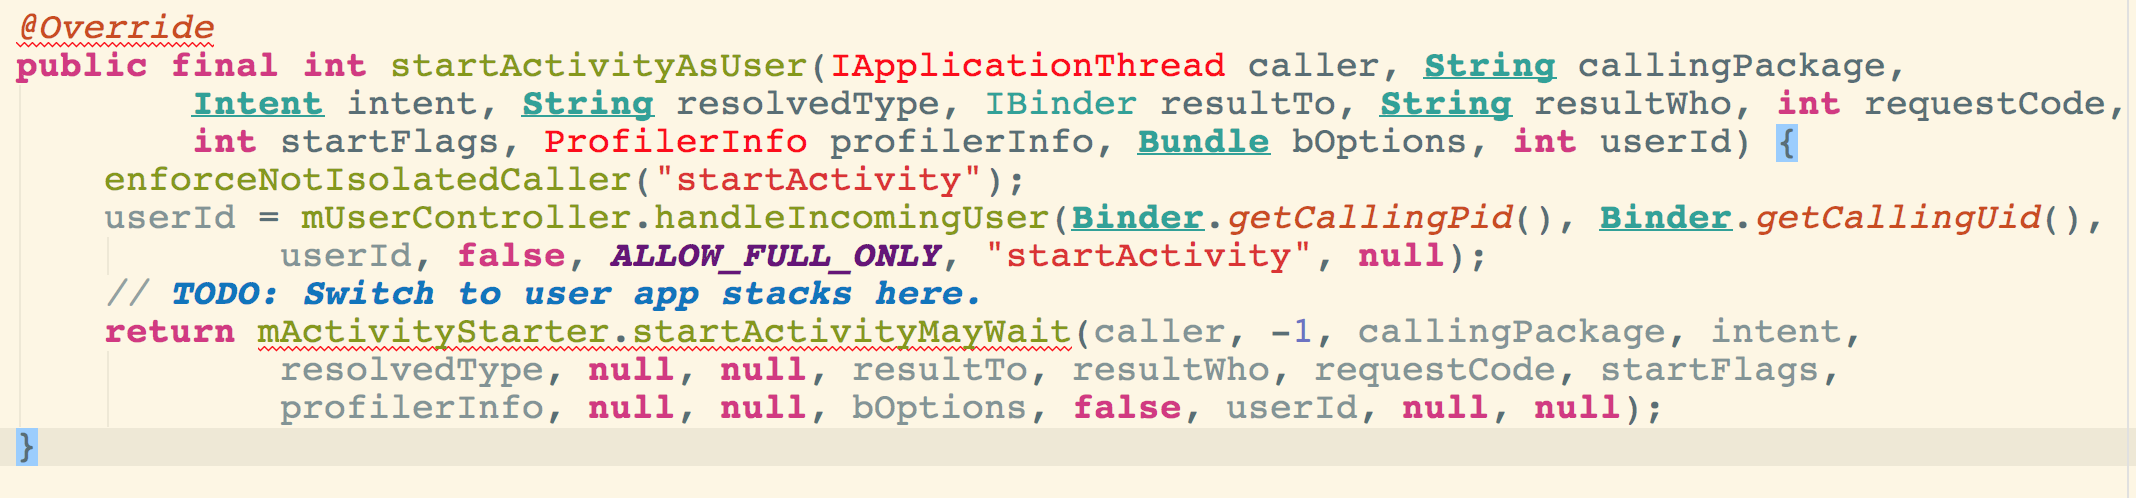 @Override
public final int startActivityAsUser(IApplicationThread caller, String callingPackage,
        Intent intent, String resolvedType, IBinder resultTo, String resultWho, int requestCode,
        int startFlags, ProfilerInfo profilerInfo, Bundle bOptions, int userId) {
    enforceNotIsolatedCaller("startActivity");
    userId = mUserController.handleIncomingUser(Binder.getCallingPid(), Binder.getCallingUid(),
            userId, false, ALLOW_FULL_ONLY, "startActivity", null);
    // TODO: Switch to user app stacks here.
    return mActivityStarter.startActivityMayWait(caller, -1, callingPackage, intent,
            resolvedType, null, null, resultTo, resultWho, requestCode, startFlags,
            profilerInfo, null, null, bOptions, false, userId, null, null);
}